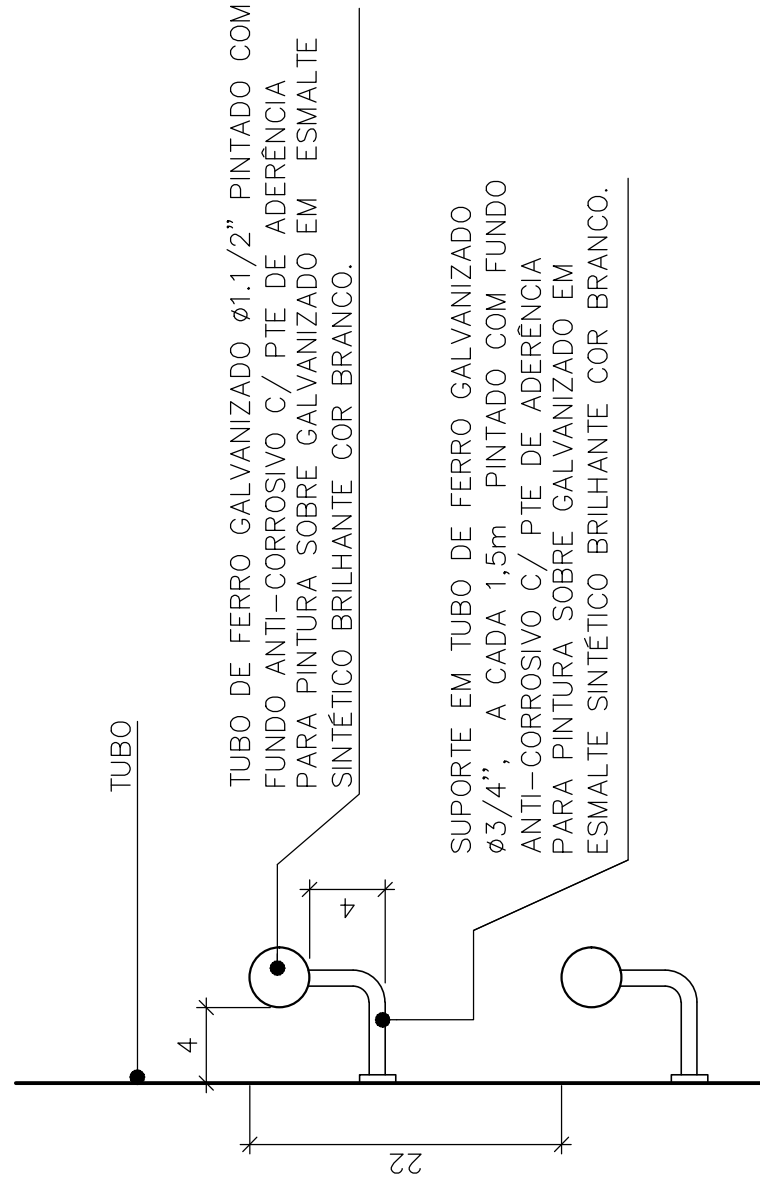 TUBO
TUBO DE FERRO GALVANIZADO ø1.1/2" PINTADO COM
FUNDO ANTI-CORROSIVO C/ PTE DE ADERÊNCIA
PARA PINTURA SOBRE GALVANIZADO EM ESMALTE
SINTÉTICO BRILHANTE COR BRANCO.
SUPORTE EM TUBO DE FERRO GALVANIZADO
ø3/4", A CADA 1,5m PINTADO COM FUNDO
ANTI-CORROSIVO C/ PTE DE ADERÊNCIA
PARA PINTURA SOBRE GALVANIZADO EM
ESMALTE SINTÉTICO BRILHANTE COR BRANCO.
4
4
22